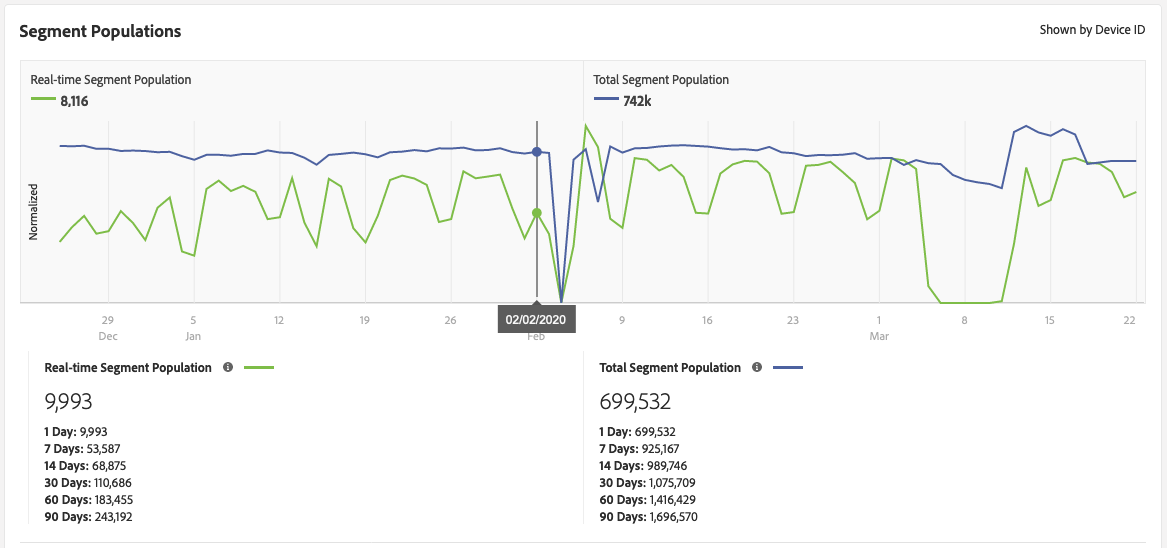 Segment Populations
Shown by Device ID
Real-time Segment Population
8,116
Total Segment Population
742k
Normalized
29 5 12 19 26 02/02/2020 9 16 23 1 8 15 22
Dec Jan Feb Mar
Real-time Segment Population
9,993
1 Day: 9,993
7 Days: 53,587
14 Days: 68,875
30 Days: 110,686
60 Days: 183,455
90 Days: 243,192
Total Segment Population
699,532
1 Day: 699,532
7 Days: 925,167
14 Days: 989,746
30 Days: 1,075,709
60 Days: 1,416,429
90 Days: 1,696,570